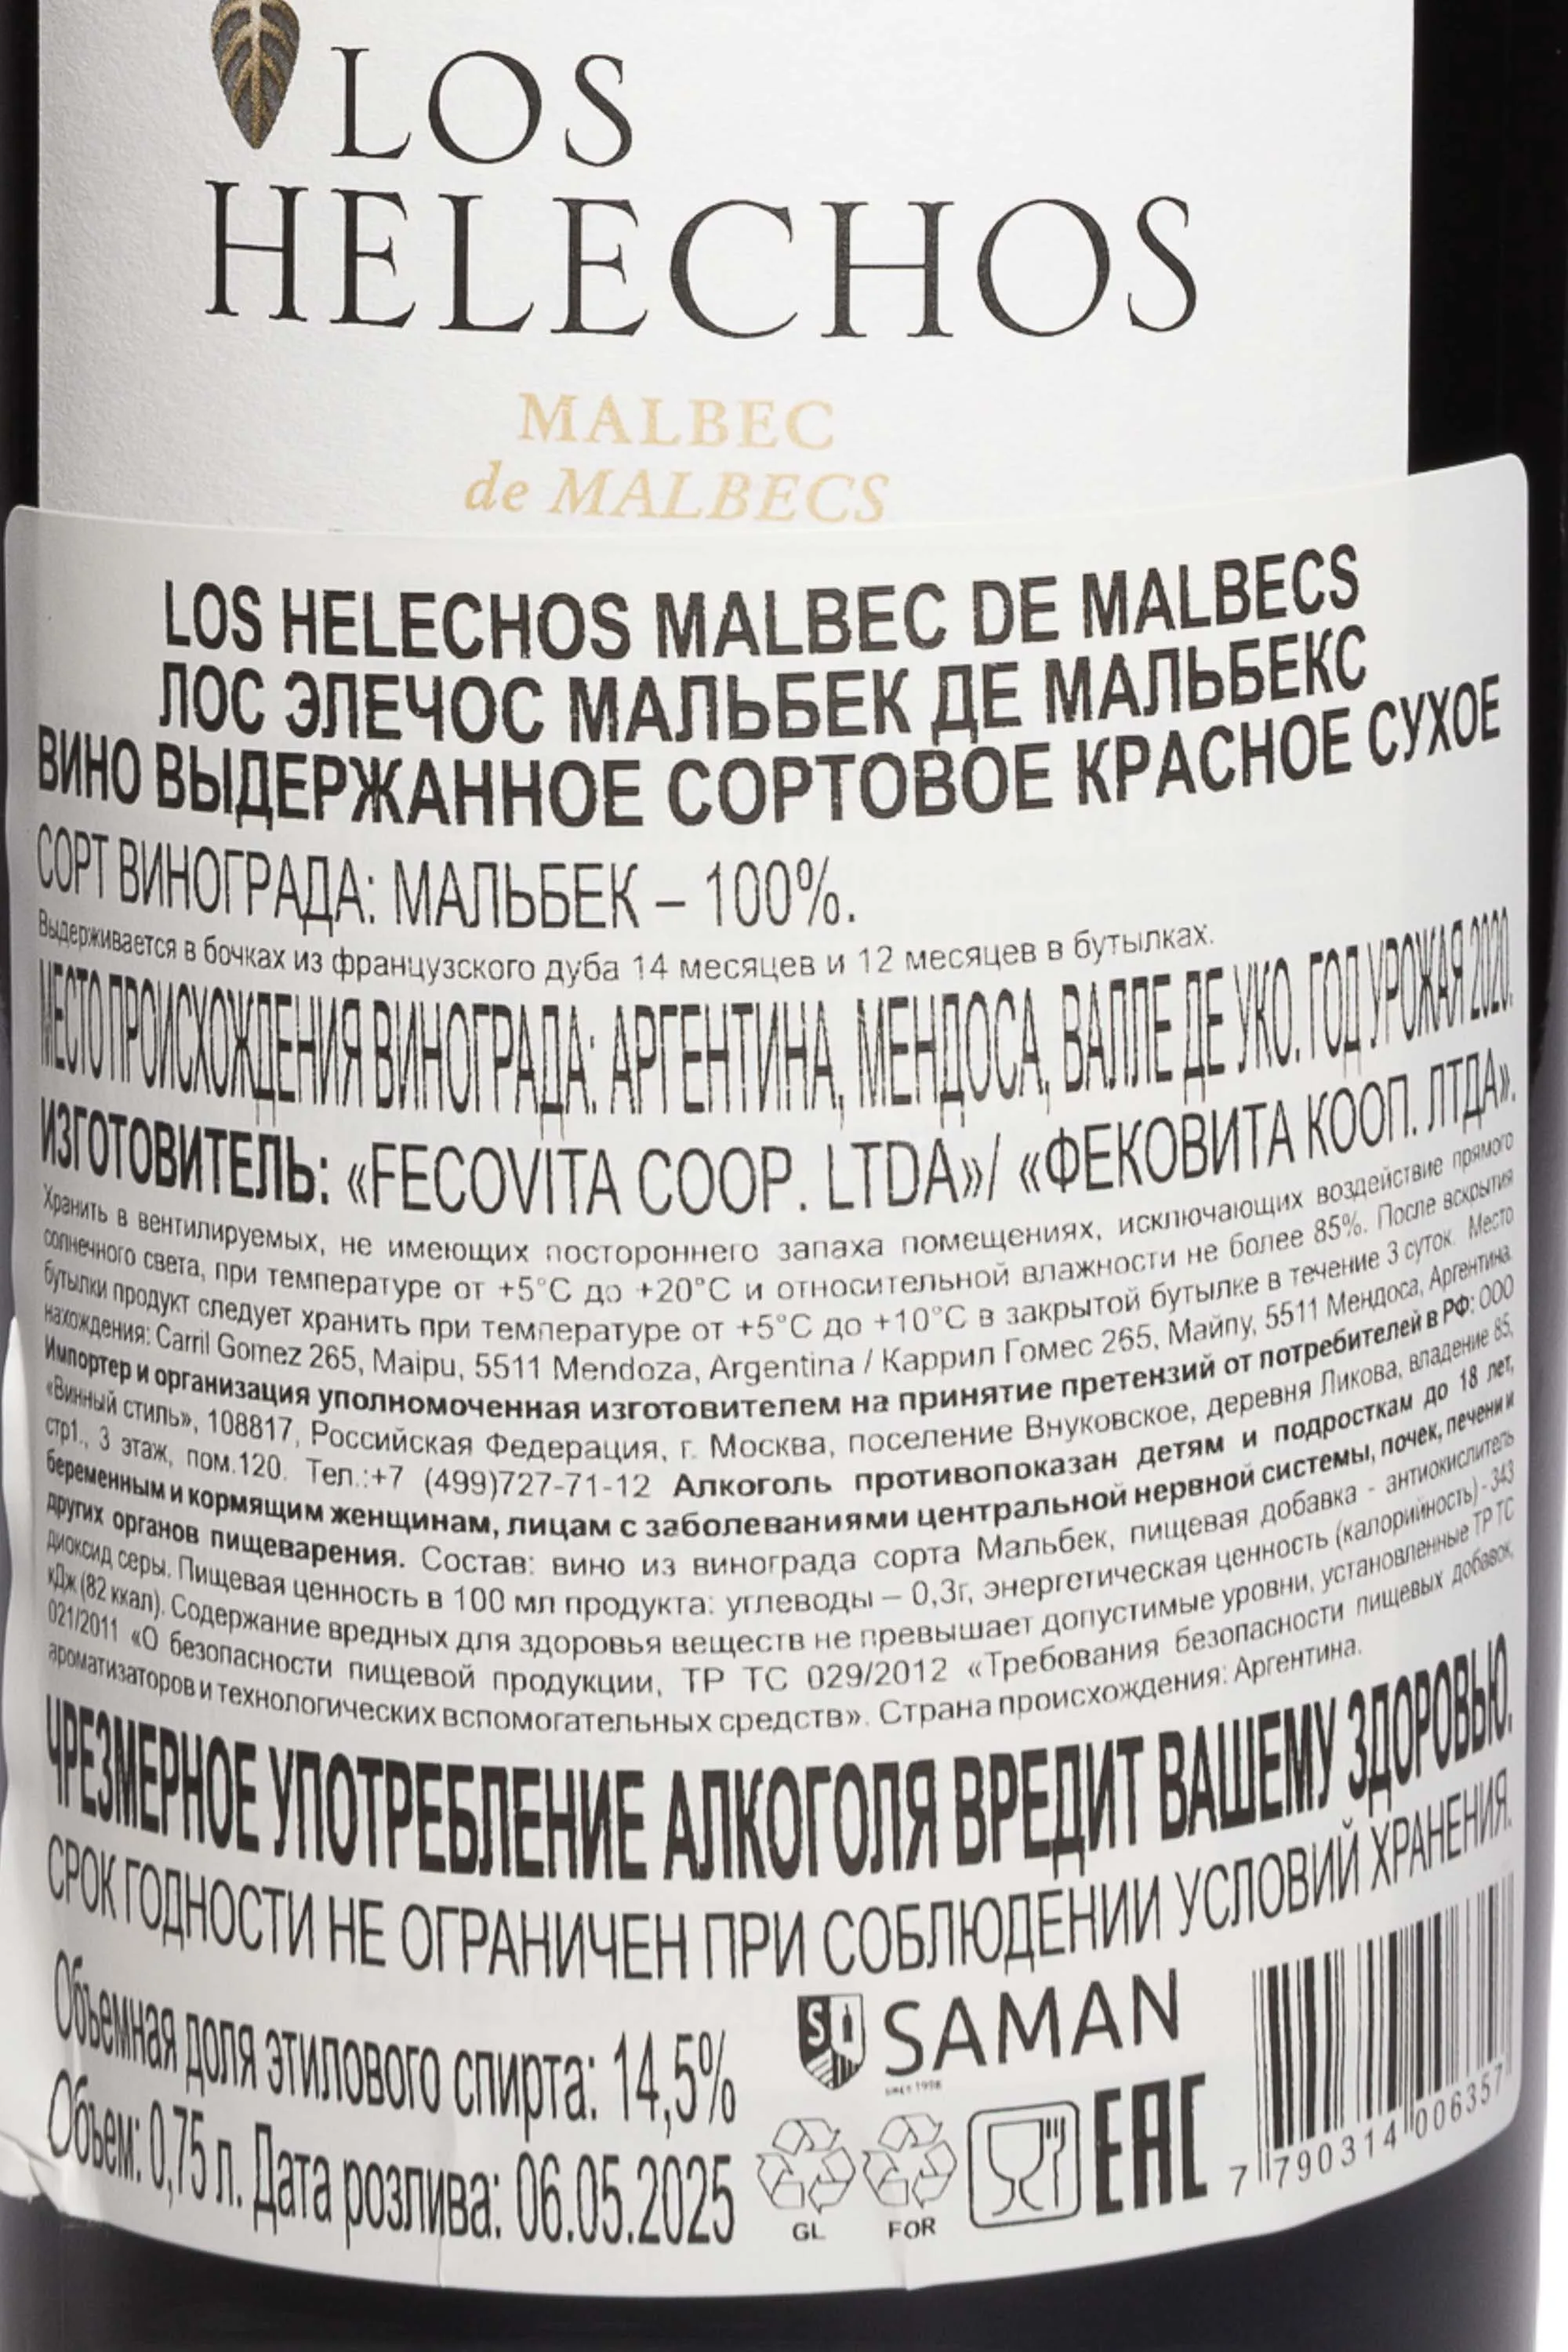 LOS
HELECHOS
MALBEC
de MALBECS
LOS HELECHOS MALBEC DE MALBECS
ЛОС ЭЛЕЧОС МАЛЬБЕК ДЕ МАЛЬБЕКС
ВИНО ВЫДЕРЖАННОЕ СОРТОВОЕ КРАСНОЕ СУХОЕ
СОРТ ВИНОГРАДА: МАЛЬБЕК – 100%.
Выдерживается в бочках из французского дуба 14 месяцев и 12 месяцев в бутылках.
МЕСТО ПРОИСХОЖДЕНИЯ ВИНОГРАДА: АРГЕНТИНА, МЕНДОСА, ВАЛЛЕ ДЕ УКО. ГОД УРОЖАЯ 2020.
ИЗГОТОВИТЕЛЬ: «FECOVITA COOP. LTDA»/ «ФЕКОВИТА КООП. ЛТДА».
Хранить в вентилируемых, не имеющих постороннего запаха помещениях, исключающих воздействие прямого
солнечного света, при температуре от +5°С до +20°С и относительной влажности не более 85%. После вскрытия
бутылки продукт следует хранить при температуре от +5°С до +10°С в закрытой бутылке в течение 3 суток. Место
нахождения: Carril Gomez 265, Maipu, 5511 Mendoza, Argentina / Каррил Гомес 265, Майпу, 5511 Мендоса, Аргентина.
Импортер и организация уполномоченная изготовителем на принятие претензий от потребителей в РФ: ООО
«Винный стиль», 108817, Российская Федерация, г. Москва, поселение Внуковское, деревня Ликова, владение 85,
стр1., 3 этаж, пом.120. Тел.:+7 (499)727-71-12 Алкоголь противопоказан детям и подросткам до 18 лет,
беременным и кормящим женщинам, лицам с заболеваниями центральной нервной системы, почек, печени и
других органов пищеварения. Состав: вино из винограда сорта Мальбек, пищевая добавка - антиокислитель
диоксид серы. Пищевая ценность в 100 мл продукта: углеводы – 0,3г, энергетическая ценность (калорийность) - 343
кДж (82 ккал). Содержание вредных для здоровья веществ не превышает допустимые уровни, установленные ТР ТС
021/2011 «О безопасности пищевой продукции, ТР ТС 029/2012 «Требования безопасности пищевых добавок,
ароматизаторов и технологических вспомогательных средств». Страна происхождения: Аргентина.
ЧРЕЗМЕРНОЕ УПОТРЕБЛЕНИЕ АЛКОГОЛЯ ВРЕДИТ ВАШЕМУ ЗДОРОВЬЮ.
СРОК ГОДНОСТИ НЕ ОГРАНИЧЕН ПРИ СОБЛЮДЕНИИ УСЛОВИЙ ХРАНЕНИЯ.
Объемная доля этилового спирта: 14,5%
Объем: 0,75 л. Дата розлива: 06.05.2025
SAMAN
SINCE 1998
GL
FOR
EAC
7 790314 006357